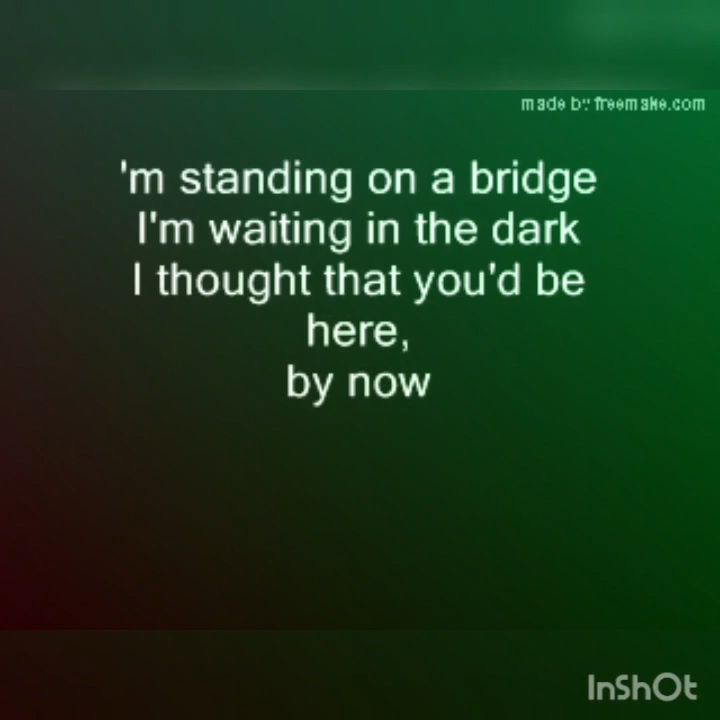 made by: freemake.com
'm standing on a bridge
I'm waiting in the dark
I thought that you'd be
here,
by now
InShOt